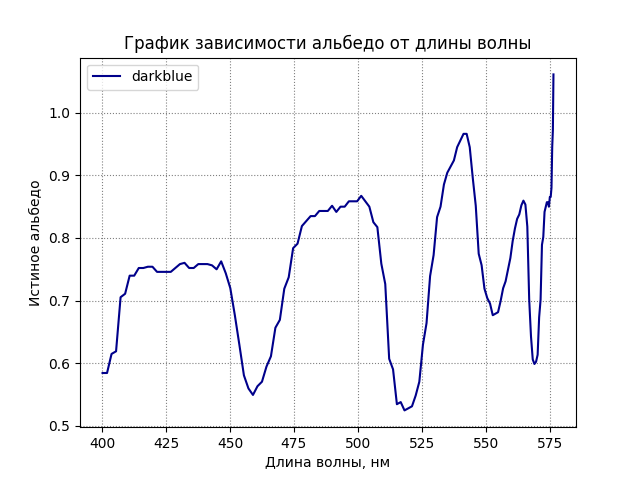 График зависимости альбедо от длины волны
darkblue
Истиное альбедо
1.0
0.9
0.8
0.7
0.6
0.5
400 425 450 475 500 525 550 575
Длина волны, нм